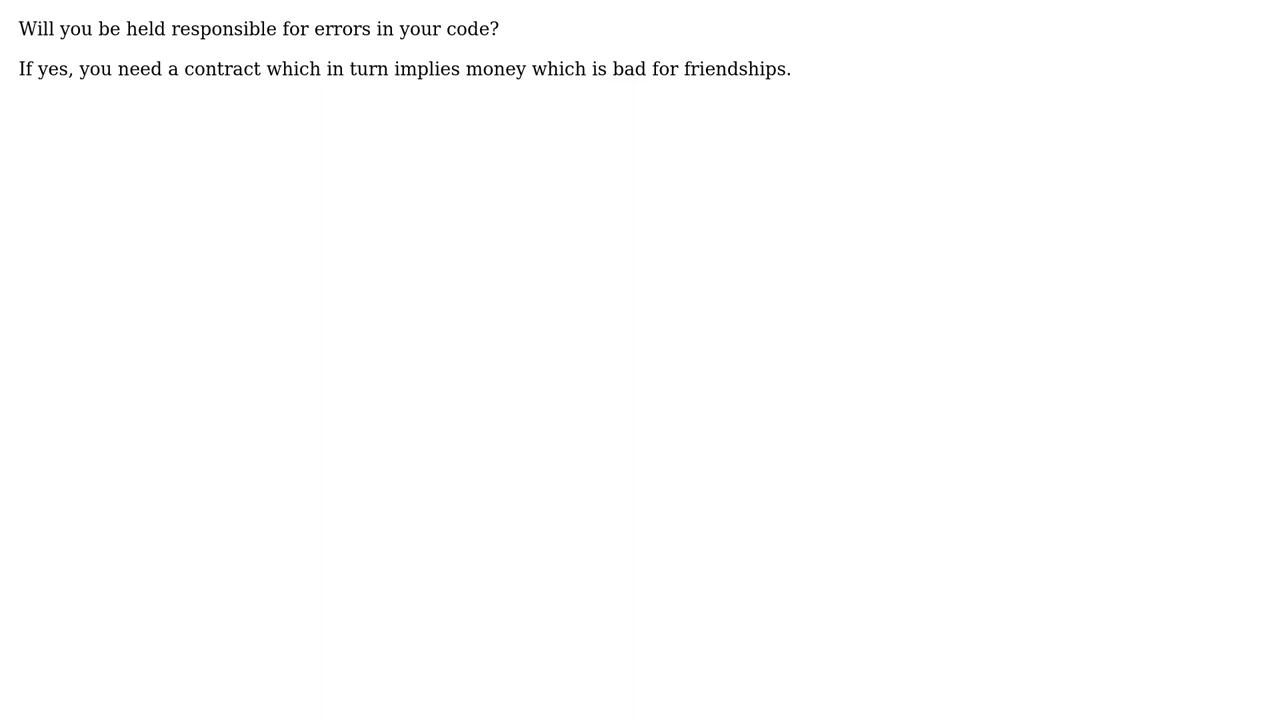 Will you be held responsible for errors in your code?
If yes, you need a contract which in turn implies money which is bad for friendships.